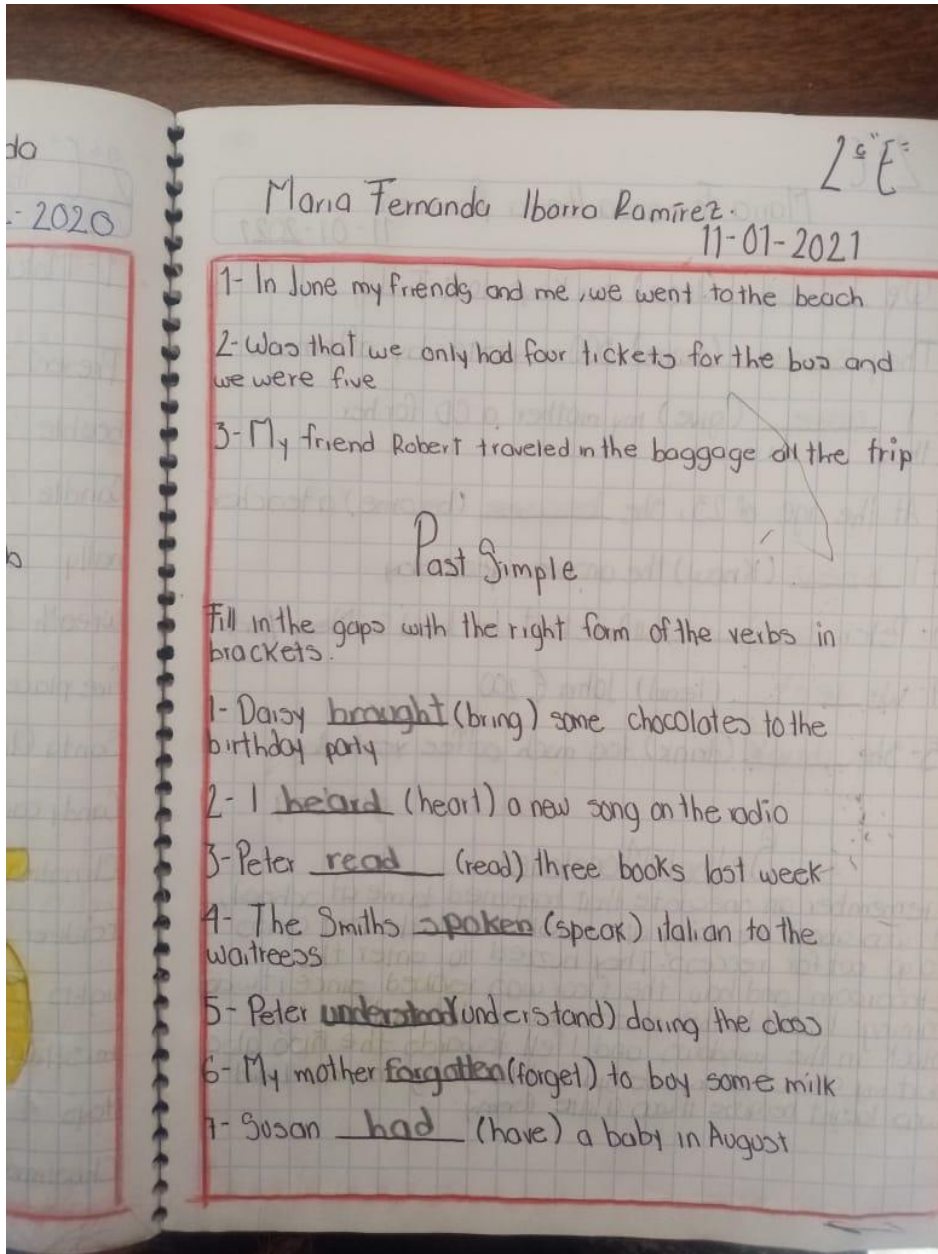 do
- 2020
2° "E"
Maria Fernanda Ibarra Ramírez.
11-01-2021
1- In June my friends and me, we went to the beach
2- Was that we only had four tickets for the bus and
we were five
3- My friend Robert traveled in the baggage all the trip
Past Simple
Fill in the gaps with the right form of the verbs in
brackets.
1- Daisy brought (bring) some chocolates to the
birthday party
2- I heard (heart) a new song on the radio
3- Peter read (read) three books last week
4- The Smiths spoken (speak) italian to the
waitreess
5- Peter understood (understand) doring the class
6- My mother forgotten (forget) to boy some milk
7- Susan had (have) a baby in August